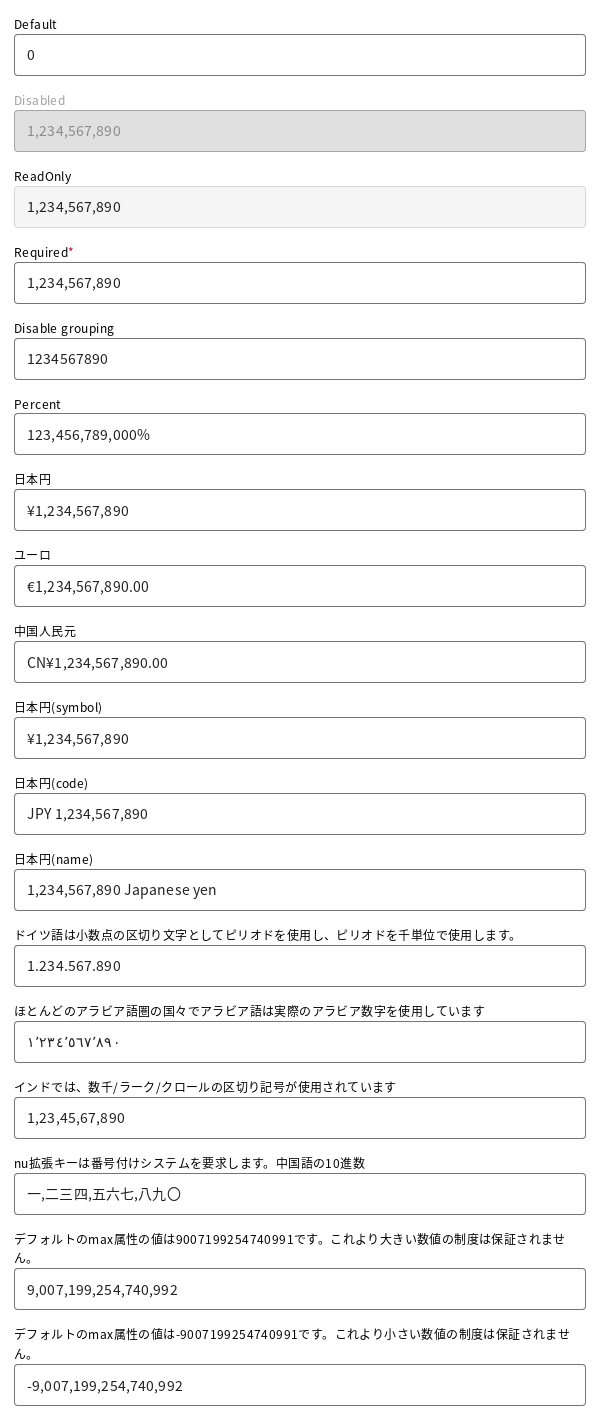 Default
0
Disabled
1,234,567,890
ReadOnly
1,234,567,890
Required*
1,234,567,890
Disable grouping
1234567890
Percent
123,456,789,000%
日本円
¥1,234,567,890
ユーロ
€1,234,567,890.00
中国人民元
CN¥1,234,567,890.00
日本円(symbol)
¥1,234,567,890
日本円(code)
JPY 1,234,567,890
日本円(name)
1,234,567,890 Japanese yen
ドイツ語は小数点の区切り文字としてピリオドを使用し、ピリオドを千単位で使用します。
1.234.567.890
ほとんどのアラビア語圏の国々でアラビア語は実際のアラビア数字を使用しています
١٬٢٣٤٬٥٦٧٬٨٩٠
インドでは、数千/ラーク/クロールの区切り記号が使用されています
1,23,45,67,890
nu拡張キーは番号付けシステムを要求します。中国語の10進数
一,二三四,五六七,八九〇
デフォルトのmax属性の値は9007199254740991です。これより大きい数値の制度は保証されませ
ん。
9,007,199,254,740,992
デフォルトのmax属性の値は-9007199254740991です。これより小さい数値の制度は保証されませ
ん。
-9,007,199,254,740,992